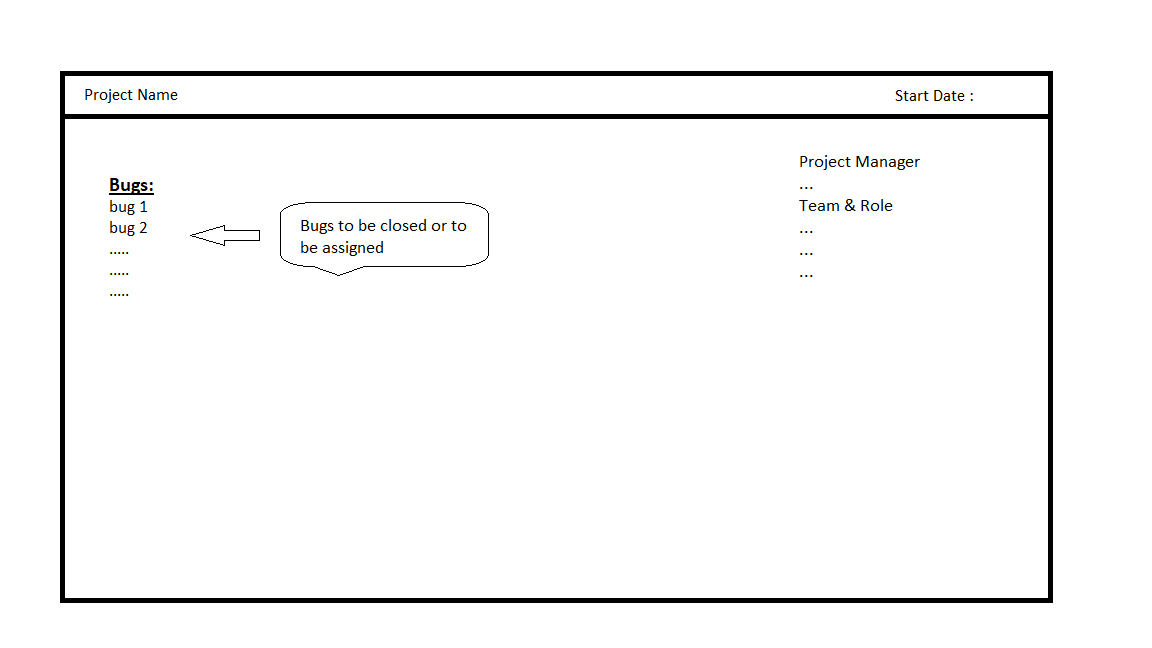 Project Name
Start Date :
Bugs:
bug 1
bug 2
.....
.....
.....
Bugs to be closed or to
be assigned
Project Manager
...
Team & Role
...
...
...